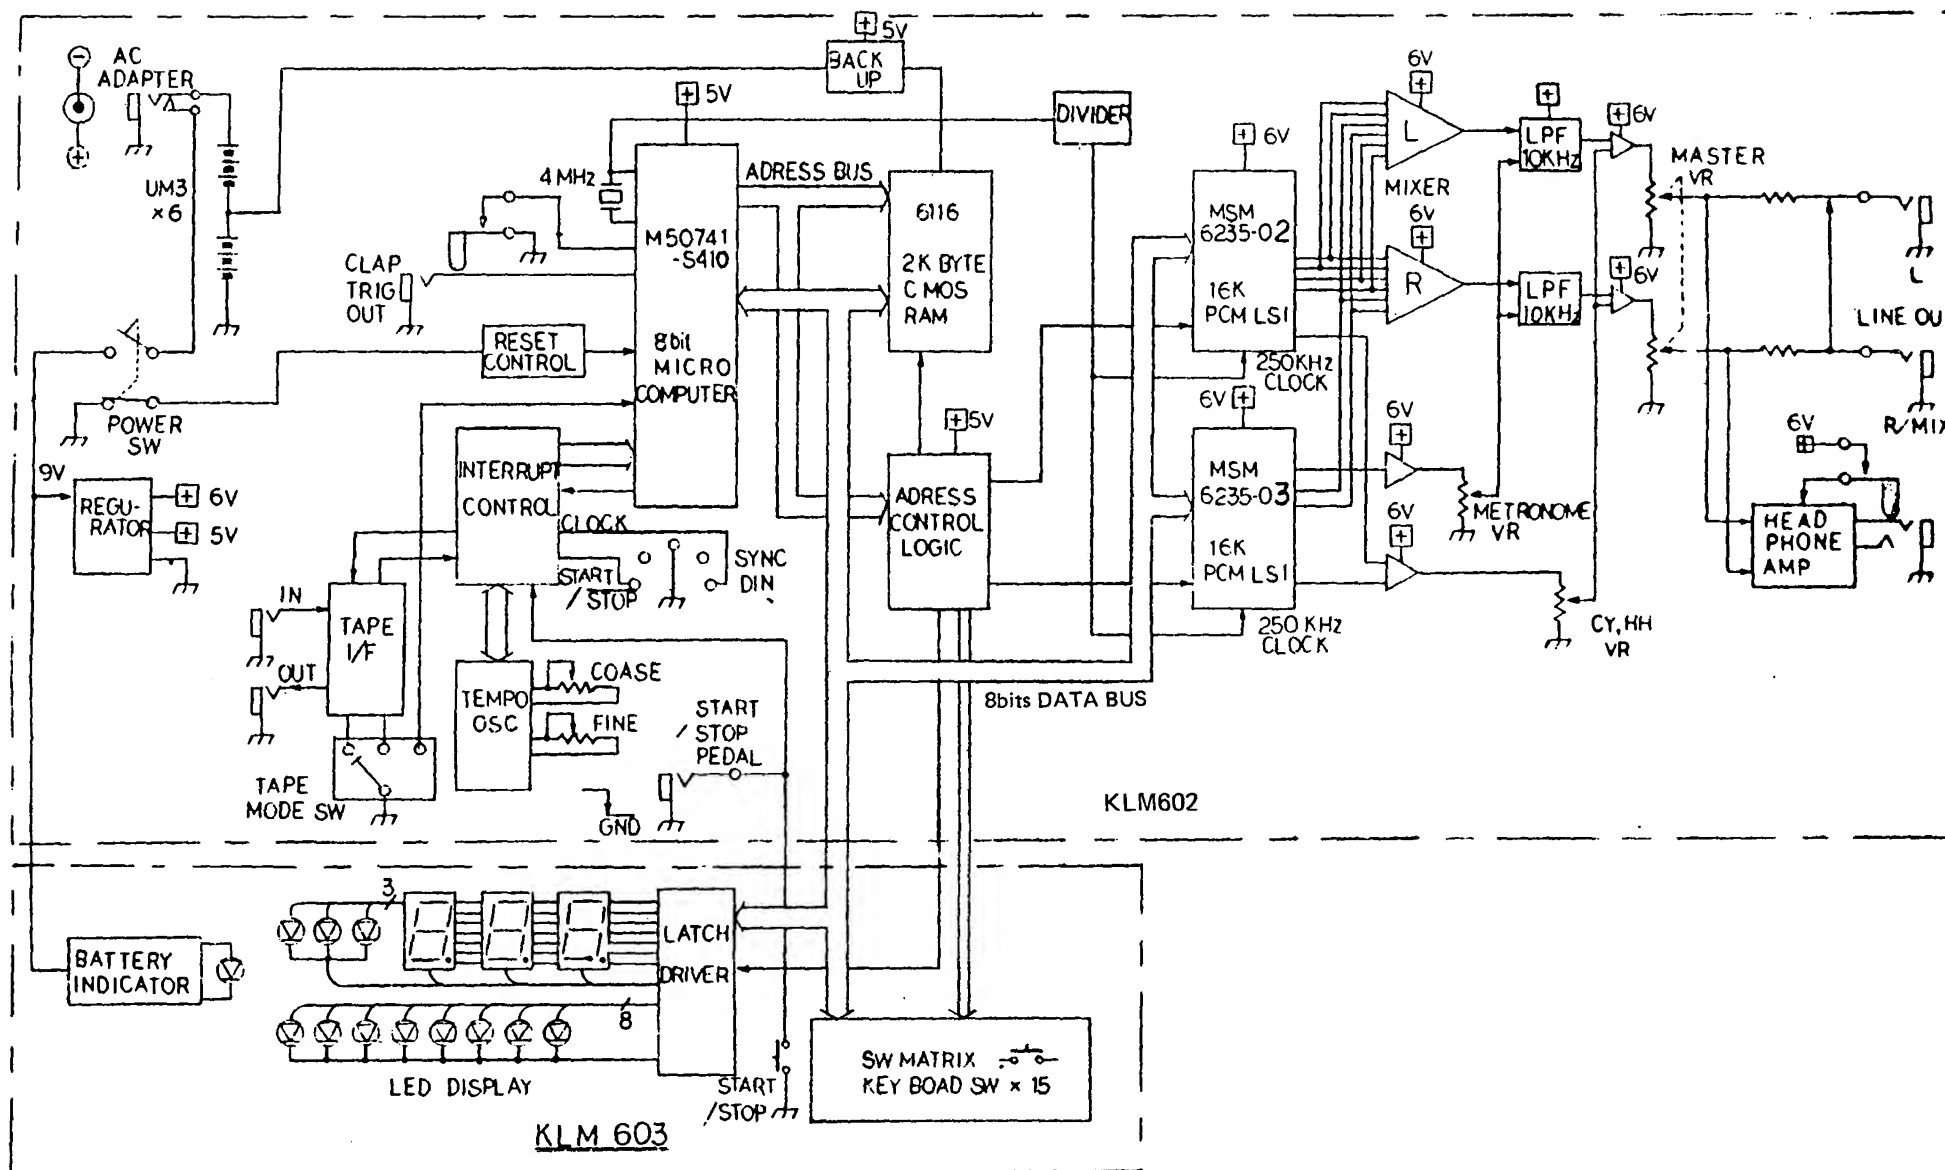 AC
ADAPTER
UM3
×6
+ 5V
BACK
UP
+ 5V
DIVIDER
4MHz
M50741
-S410
8bit
MICRO
COMPUTER
ADRESS BUS
6116
2K BYTE
C MOS
RAM
CLAP
TRIG
OUT
RESET
CONTROL
POWER
SW
9V
REGU-
RATOR
+ 6V
+ 5V
INTERRUPT
CONTROL
CLOCK
START
/STOP
SYNC
DIN
IN
OUT
TAPE
I/F
TAPE
MODE SW
TEMPO
OSC
COASE
FINE
GND
START
/ STOP
PEDAL
+ 5V
ADRESS
CONTROL
LOGIC
+ 6V
MSM
6235-02
16K
PCM LSI
250KHz
CLOCK
6V +
MSM
6235-03
16K
PCM LSI
250 KHz
CLOCK
8bits DATA BUS
6V
+
L
MIXER
6V
+
R
+
LPF
10KHz
LPF
10KHz
+ 6V
+ 6V
MASTER
VR
6V
+
METRONOME
VR
6V
+
CY, HH
VR
L
LINE OU
R/MIX
6V
+
HEAD
PHONE
AMP
KLM602
BATTERY
INDICATOR
3
8
LATCH
DRIVER
LED DISPLAY
START
/STOP
SW MATRIX
KEY BOAD SW × 15
KLM 603